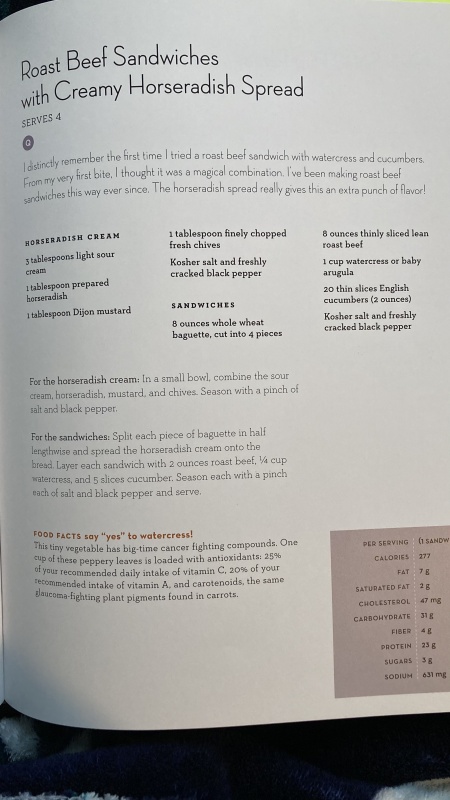 Roast Beef Sandwiches
with Creamy Horseradish Spread
SERVES 4
Q
I distinctly remember the first time I tried a roast beef sandwich with watercress and cucumbers.
From my very first bite, I thought it was a magical combination. I've been making roast beef
sandwiches this way ever since. The horseradish spread really gives this an extra punch of flavor!
HORSERADISH CREAM
3 tablespoons light sour
cream
1 tablespoon prepared
horseradish
1 tablespoon Dijon mustard
1 tablespoon finely chopped
fresh chives
Kosher salt and freshly
cracked black pepper
SANDWICHES
8 ounces whole wheat
baguette, cut into 4 pieces
8 ounces thinly sliced lean
roast beef
1 cup watercress or baby
arugula
20 thin slices English
cucumbers (2 ounces)
Kosher salt and freshly
cracked black pepper
For the horseradish cream: In a small bowl, combine the sour
cream, horseradish, mustard, and chives. Season with a pinch of
salt and black pepper.
For the sandwiches: Split each piece of baguette in half
lengthwise and spread the horseradish cream onto the
bread. Layer each sandwich with 2 ounces roast beef, ¼ cup
watercress, and 5 slices cucumber. Season each with a pinch
each of salt and black pepper and serve.
FOOD FACTS say "yes" to watercress!
This tiny vegetable has big-time cancer fighting compounds. One
cup of these peppery leaves is loaded with antioxidants: 25%
of your recommended daily intake of vitamin C, 20% of your
recommended intake of vitamin A, and carotenoids, the same
glaucoma-fighting plant pigments found in carrots.
PER SERVING (1 SANDW
CALORIES 277
FAT 7 g
SATURATED FAT 2 g
CHOLESTEROL 47 mg
CARBOHYDRATE 31 g
FIBER 4 g
PROTEIN 23 g
SUGARS 3 g
SODIUM 631 mg